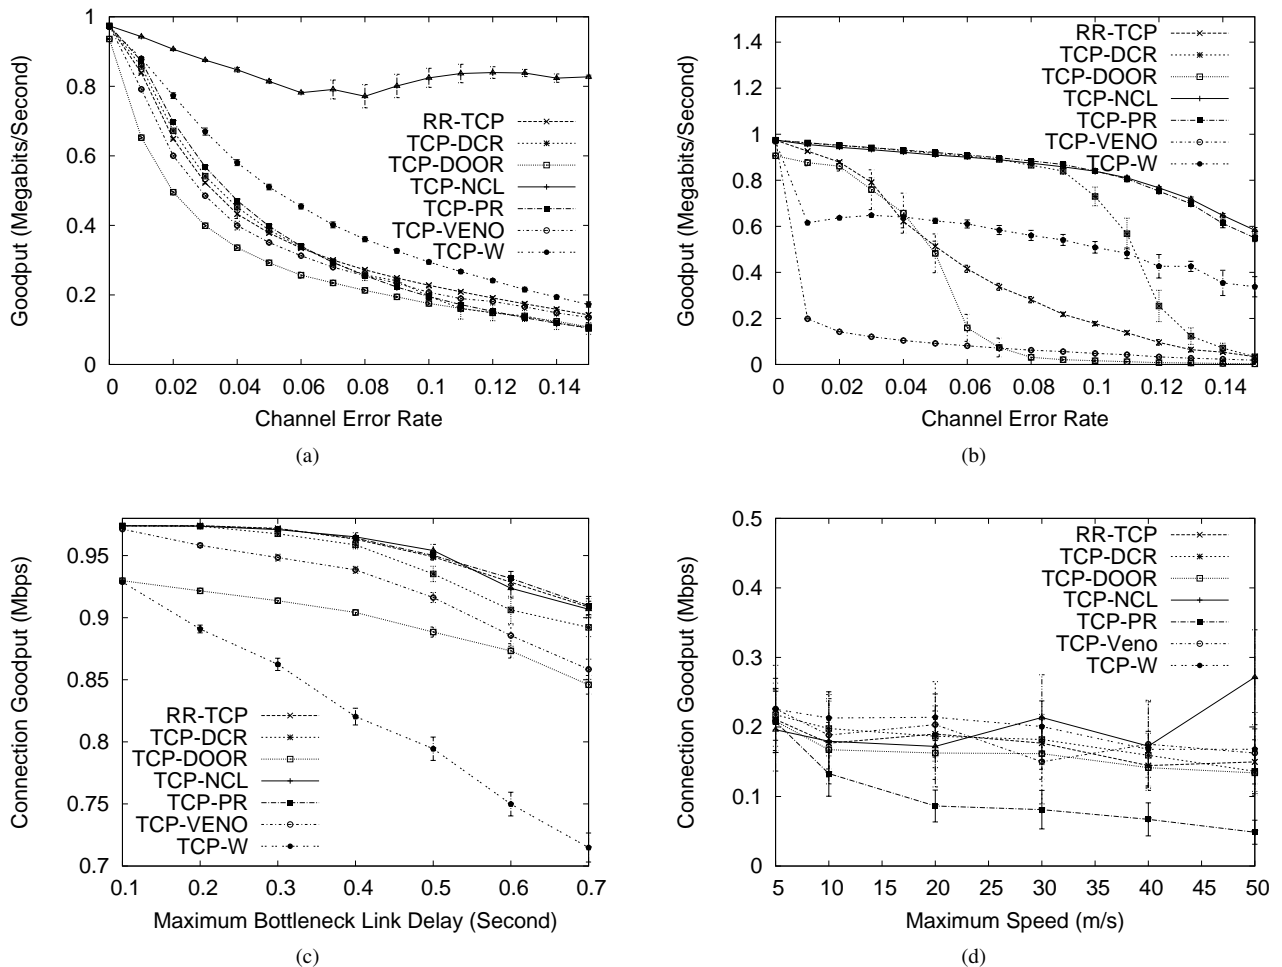 1
0.8
0.6
0.4
0.2
0
0 0.02 0.04 0.06 0.08 0.1 0.12 0.14
Goodput (Megabits/Second)
Channel Error Rate
RR-TCP
TCP-DCR
TCP-DOOR
TCP-NCL
TCP-PR
TCP-VENO
TCP-W
(a)
1.4
1.2
1
0.8
0.6
0.4
0.2
0
0 0.02 0.04 0.06 0.08 0.1 0.12 0.14
Goodput (Megabits/Second)
Channel Error Rate
RR-TCP
TCP-DCR
TCP-DOOR
TCP-NCL
TCP-PR
TCP-VENO
TCP-W
(b)
0.95
0.9
0.85
0.8
0.75
0.7
0.1 0.2 0.3 0.4 0.5 0.6 0.7
Connection Goodput (Mbps)
Maximum Bottleneck Link Delay (Second)
RR-TCP
TCP-DCR
TCP-DOOR
TCP-NCL
TCP-PR
TCP-VENO
TCP-W
(c)
0.5
0.4
0.3
0.2
0.1
0
5 10 15 20 25 30 35 40 45 50
Connection Goodput (Mbps)
Maximum Speed (m/s)
RR-TCP
TCP-DCR
TCP-DOOR
TCP-NCL
TCP-PR
TCP-Veno
TCP-W
(d)